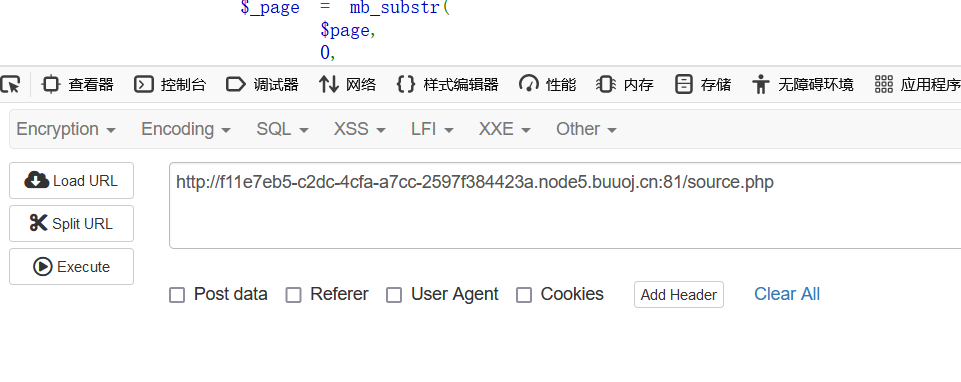 $_page = mb_substr(
$page,
0,
查看器 控制台 调试器 网络 样式编辑器 性能 内存 存储 无障碍环境 应用程序
Encryption Encoding SQL XSS LFI XXE Other
Load URL
http://f11e7eb5-c2dc-4cfa-a7cc-2597f384423a.node5.buuoj.cn:81/source.php
Split URL
Execute
Post data Referer User Agent Cookies Add Header Clear All